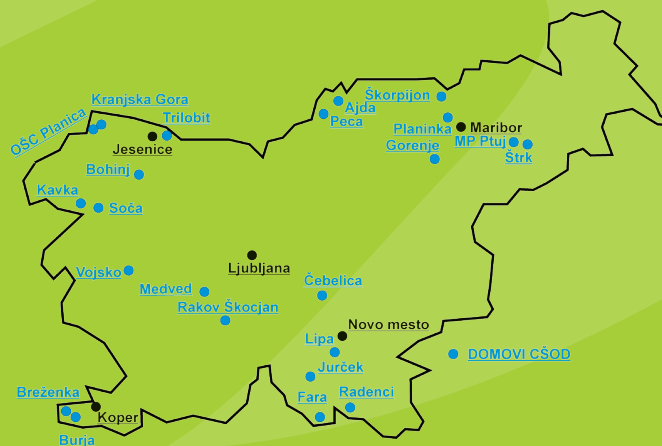 Škorpijon
Kranjska Gora
Ajda
OŠC Planica
Trilobit
Peca
Planinka
Maribor
Jesenice
Gorenje
MP Ptuj
Štrk
Bohinj
Kavka
Soča
Ljubljana
Vojsko
Čebelica
Medved
Rakov Škocjan
Novo mesto
Lipa
DOMOVI CŠOD
Jurček
Breženka
Fara
Radenci
Koper
Burja